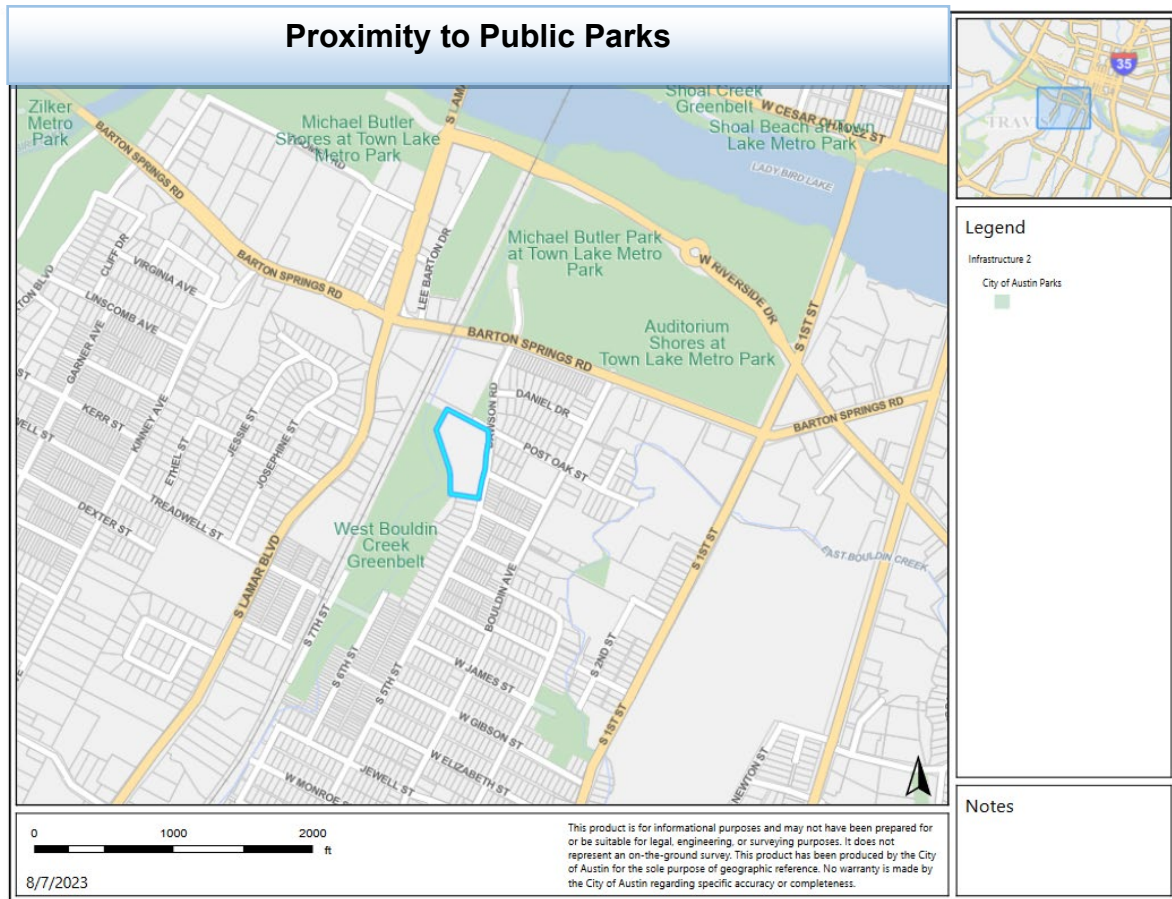 Proximity to Public Parks
Zilker
Metro
Park
Michael Butler
Shores at Town Lake
Metro Park
Shoal Creek
Greenbelt
W CESAR CHAVEZ ST
Shoal Beach at Town
Lake Metro Park
LADY BIRD LAKE
BARTON SPRINGS RD
CLIFF DR
VIRGINIA AVE
LINSCOMB AVE
GARNER AVE
KERR ST
KINNEY AVE
ETHEL ST
JESSIE ST
JOSEPHINE ST
TREADWELL ST
DEXTER ST
BARTON SPRINGS RD
LEE BARTON DR
Michael Butler Park
at Town Lake Metro
Park
W RIVERSIDE DR
S 1ST ST
BARTON SPRINGS RD
Auditorium
Shores at
Town Lake Metro Park
DANIEL DR
POST OAK ST
BARTON SPRINGS RD
West Bouldin
Creek
Greenbelt
S LAMAR BLVD
S 7TH ST
S 6TH ST
S 5TH ST
BOULDIN AVE
W JAMES ST
W GIBSON ST
W ELIZABETH ST
JEWELL ST
S 2ND ST
S 1ST ST
S 1ST ST
EAST BOULDIN CREEK
NEWTON ST
35
TRAVIS
Legend
Infrastructure 2
City of Austin Parks
Notes
0 1000 2000
ft
8/7/2023
This product is for informational purposes and may not have been prepared for
or be suitable for legal, engineering, or surveying purposes. It does not
represent an on-the-ground survey. This product has been produced by the City
of Austin for the sole purpose of geographic reference. No warranty is made by
the City of Austin regarding specific accuracy or completeness.